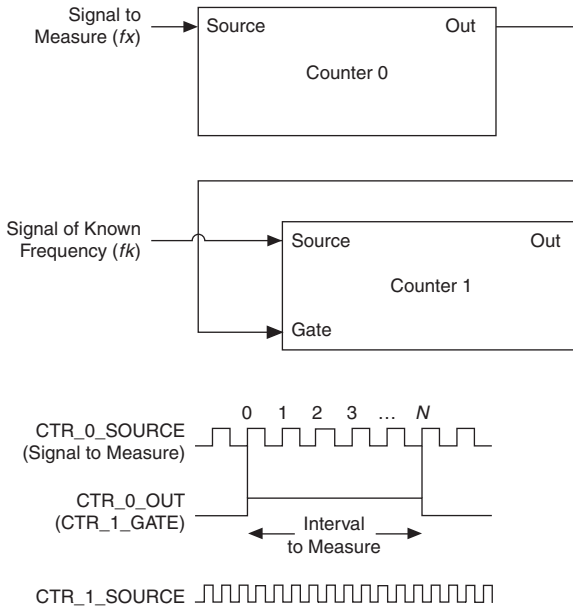 Signal to
Measure (fx)
Source
Out
Counter 0
Signal of Known
Frequency (fk)
Source
Out
Counter 1
Gate
0 1 2 3 … N
CTR_0_SOURCE
(Signal to Measure)
CTR_0_OUT
(CTR_1_GATE)
Interval
to Measure
CTR_1_SOURCE